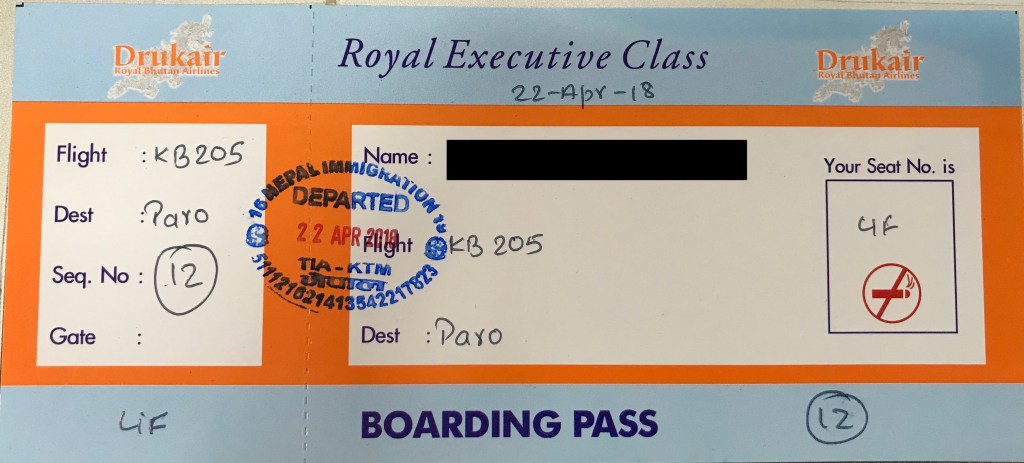 Drukair
Royal Bhutan Airlines
Royal Executive Class
22-Apr-18
Drukair
Royal Bhutan Airlines
Flight : KB205
Dest : Paro
Seq. No : 12
Gate :
4F
NEPAL IMMIGRATION
DEPARTED
22 APR 2018
TIA-KTM
नेपाल
Name :
Flight KB 205
Dest : Paro
Your Seat No. is
4F
BOARDING PASS
12